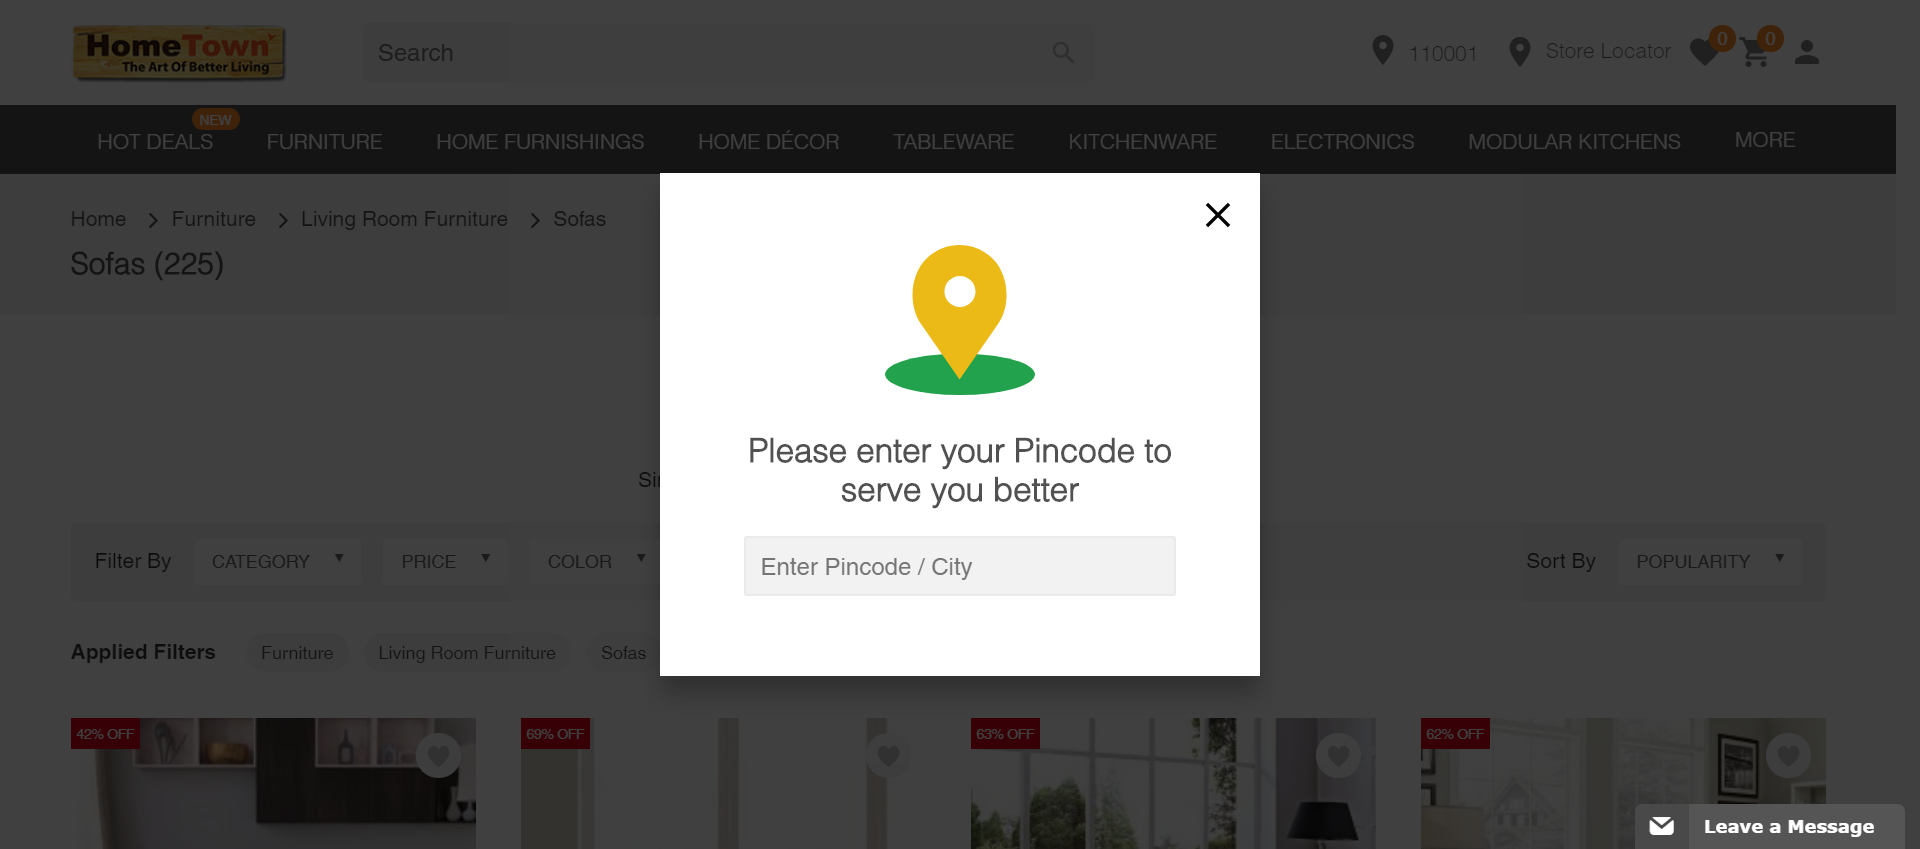 HomeTown
The Art Of Better Living
Search
110001
Store Locator
0
0
NEW
HOT DEALS
FURNITURE
HOME FURNISHINGS
HOME DÉCOR
TABLEWARE
KITCHENWARE
ELECTRONICS
MODULAR KITCHENS
MORE
Home
Furniture
Living Room Furniture
Sofas
Sofas (225)
Please enter your Pincode to
serve you better
Enter Pincode / City
Filter By
CATEGORY
PRICE
COLOR
Sort By
POPULARITY
Applied Filters
Furniture
Living Room Furniture
Sofas
42% OFF
69% OFF
63% OFF
62% OFF
Leave a Message